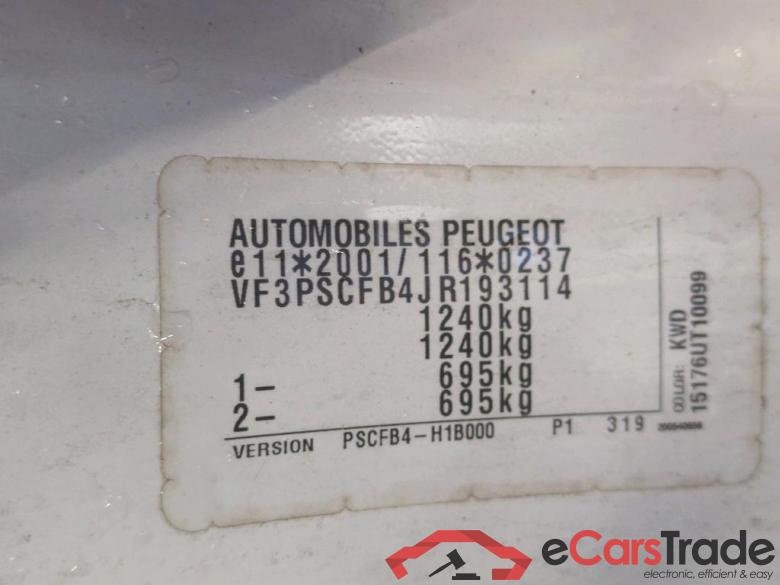 AUTOMOBILES PEUGEOT
e11*2001/116*0237
VF3PSCFB4JR193114
1240kg
1240kg
1- 695kg
2- 695kg
VERSION PSCFB4-H1B000 P1 319
COLOR: KWD
15176UT10099
eCarsTrade
electronic, efficient & easy